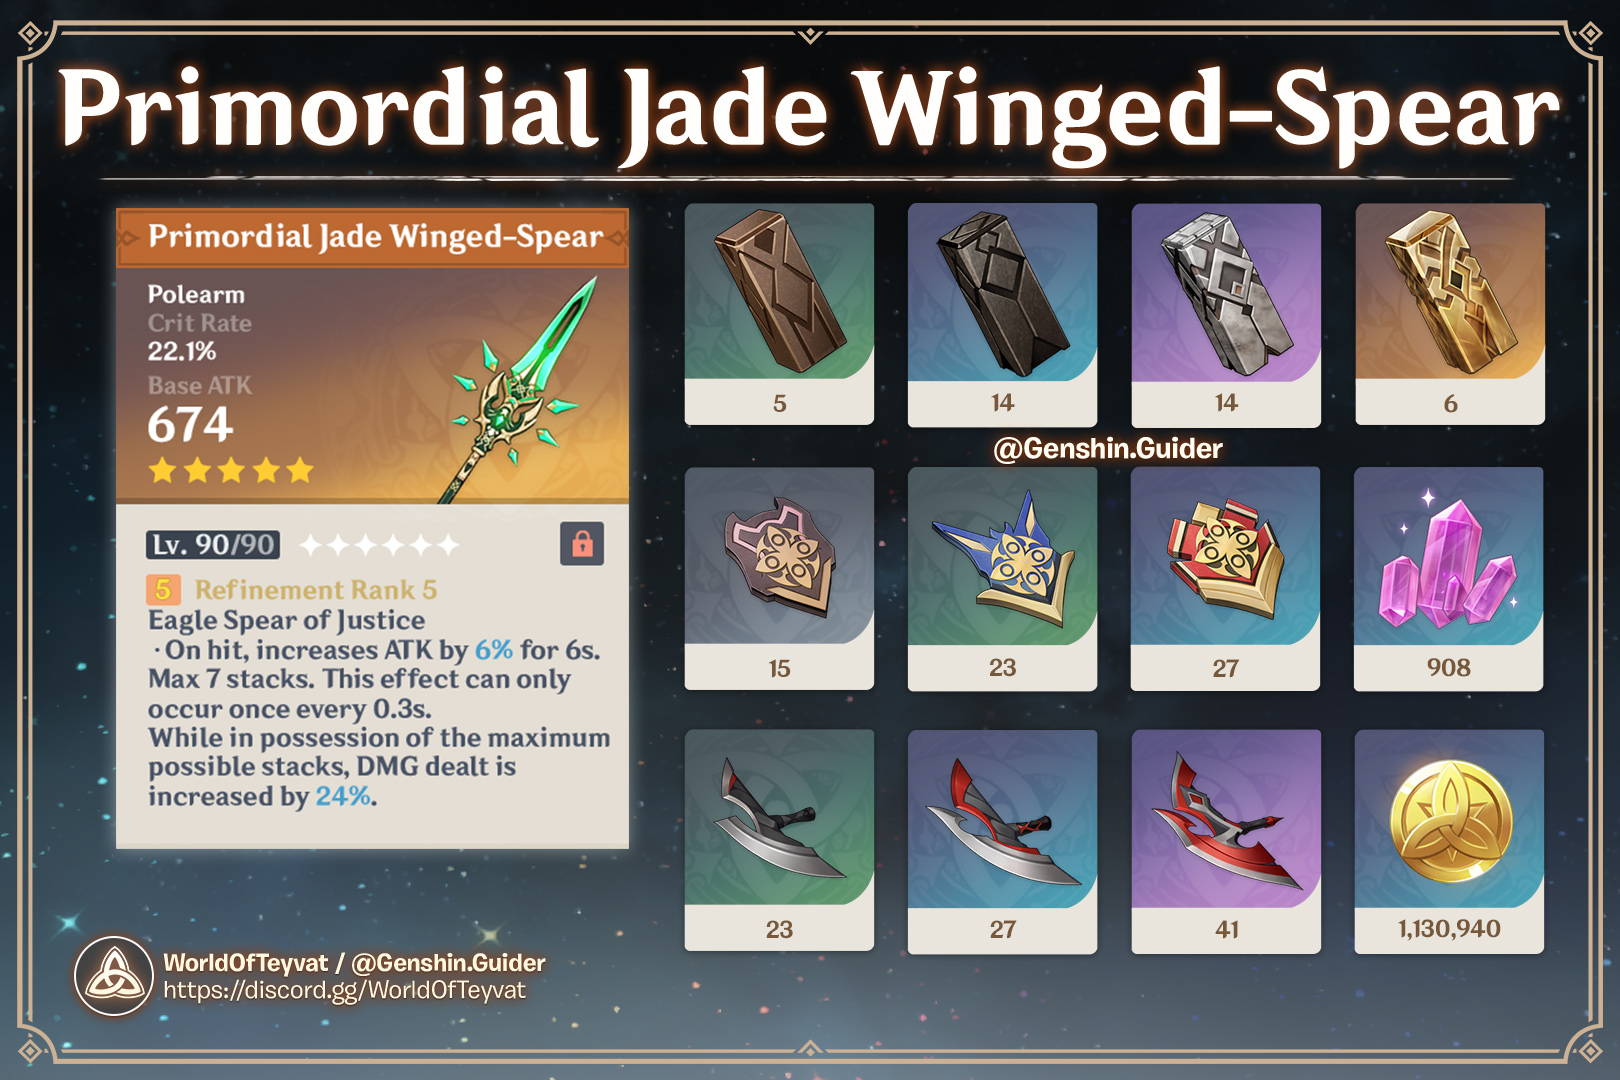 Primordial Jade Winged-Spear
Primordial Jade Winged-Spear
Polearm
Crit Rate
22.1%
Base ATK
674
Lv. 90/90
5 Refinement Rank 5
Eagle Spear of Justice
· On hit, increases ATK by 6% for 6s.
Max 7 stacks. This effect can only
occur once every 0.3s.
While in possession of the maximum
possible stacks, DMG dealt is
increased by 24%.
5 14 14 6
@Genshin.Guider
15 23 27 908
23 27 41 1,130,940
WorldOfTeyvat / @Genshin.Guider
https://discord.gg/WorldOfTeyvat